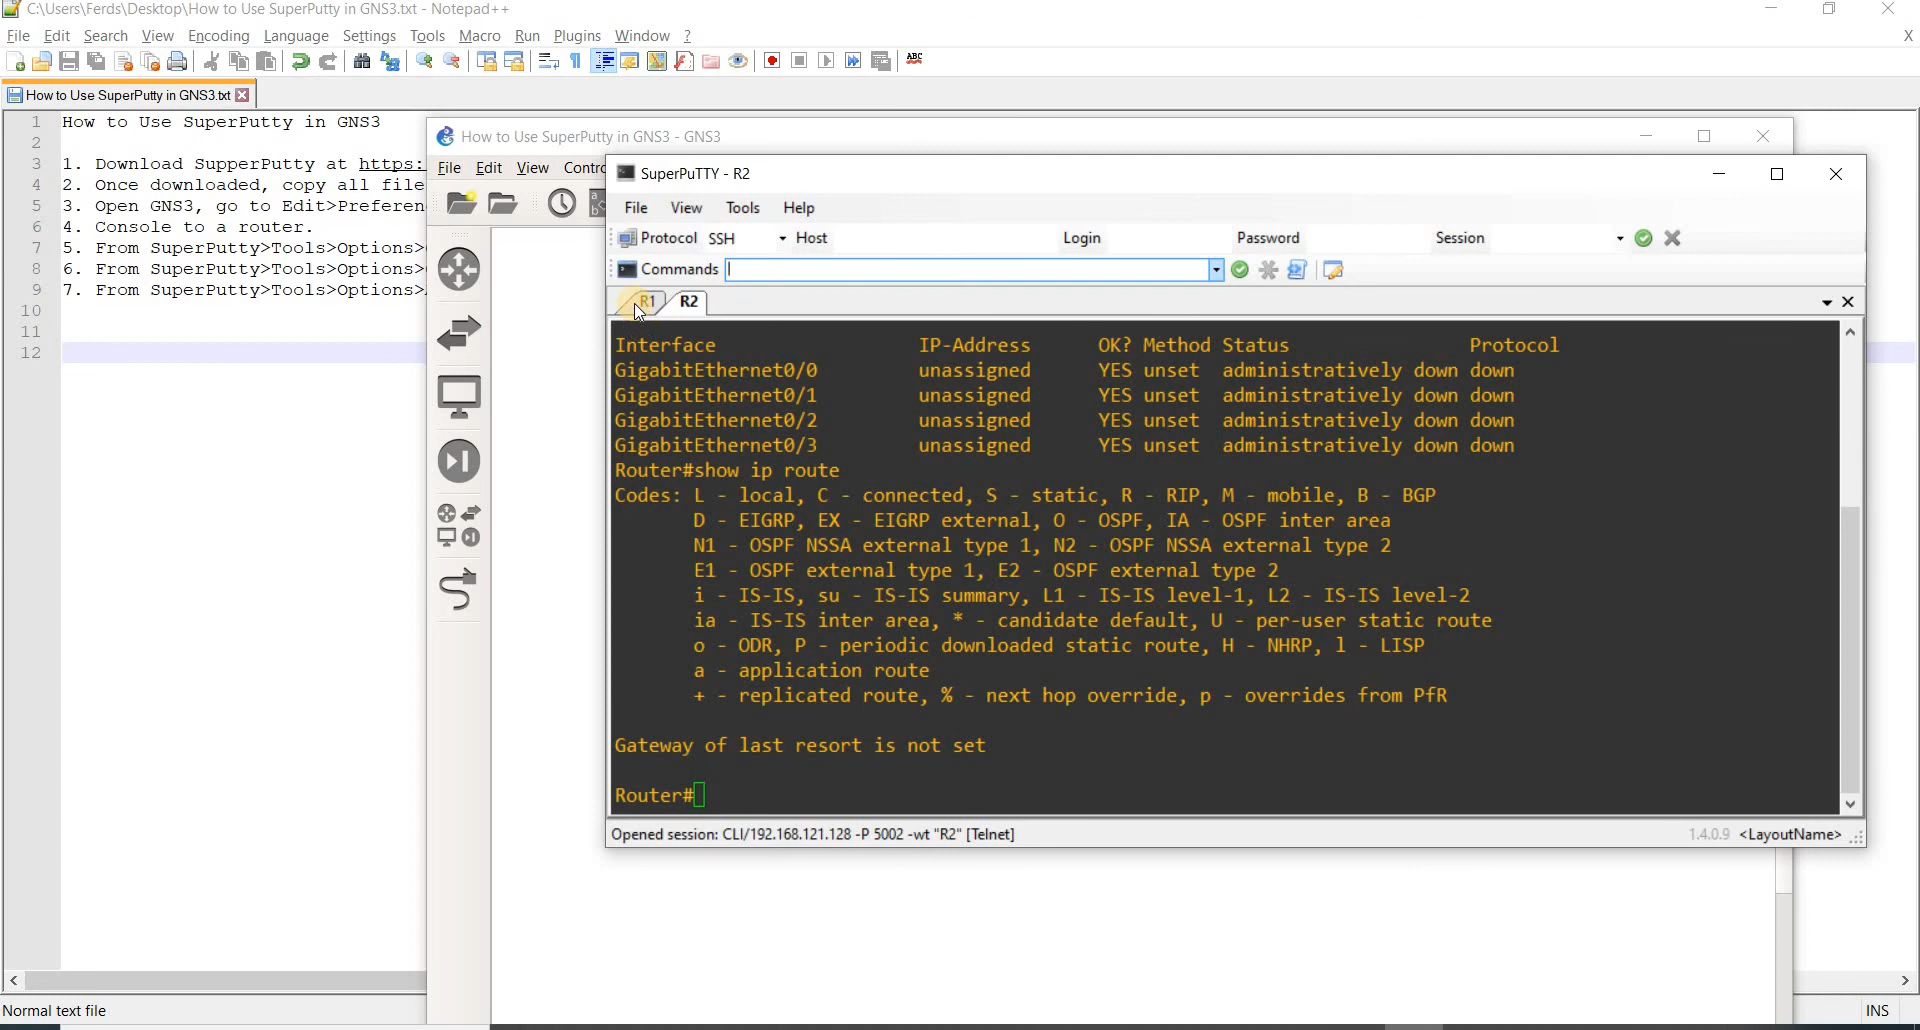 C:\Users\Ferds\Desktop\How to Use SuperPutty in GNS3.txt - Notepad++
File Edit Search View Encoding Language Settings Tools Macro Run Plugins Window ? X
ABC
How to Use SuperPutty in GNS3.txt
1 How to Use SuperPutty in GNS3
2
3 1. Download SupperPutty at https:
4 2. Once downloaded, copy all file
5 3. Open GNS3, go to Edit>Preferen
6 4. Console to a router.
7 5. From SuperPutty>Tools>Options>
8 6. From SuperPutty>Tools>Options>
9 7. From SuperPutty>Tools>Options>
10
11
12
How to Use SuperPutty in GNS3 - GNS3
File Edit View Contro
SuperPuTTY - R2
File View Tools Help
Protocol SSH Host Login Password Session
Commands
R1 R2
Interface IP-Address OK? Method Status Protocol
GigabitEthernet0/0 unassigned YES unset administratively down down
GigabitEthernet0/1 unassigned YES unset administratively down down
GigabitEthernet0/2 unassigned YES unset administratively down down
GigabitEthernet0/3 unassigned YES unset administratively down down
Router#show ip route
Codes: L - local, C - connected, S - static, R - RIP, M - mobile, B - BGP
D - EIGRP, EX - EIGRP external, O - OSPF, IA - OSPF inter area
N1 - OSPF NSSA external type 1, N2 - OSPF NSSA external type 2
E1 - OSPF external type 1, E2 - OSPF external type 2
i - IS-IS, su - IS-IS summary, L1 - IS-IS level-1, L2 - IS-IS level-2
ia - IS-IS inter area, * - candidate default, U - per-user static route
o - ODR, P - periodic downloaded static route, H - NHRP, l - LISP
a - application route
+ - replicated route, % - next hop override, p - overrides from PfR
Gateway of last resort is not set
Router#
Opened session: CLI/192.168.121.128 -P 5002 -wt "R2" [Telnet] 1.4.0.9 <LayoutName>
Normal text file INS